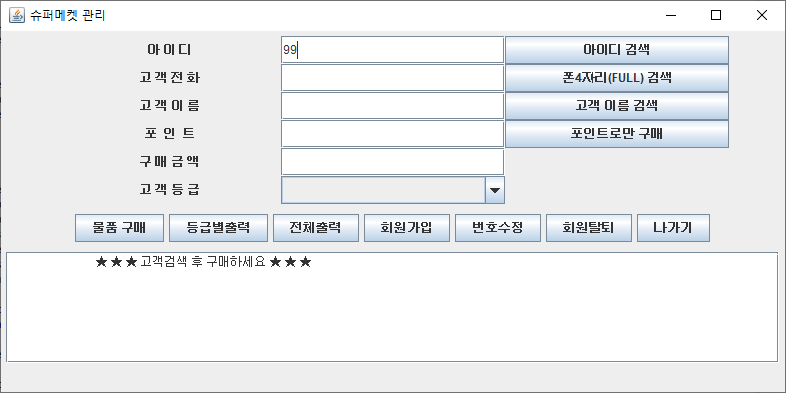 슈퍼메켓 관리
아 이 디 99 아이디 검색
고 객 전 화 폰4자리(FULL) 검색
고 객 이 름 고객 이름 검색
포 인 트 포인트로만 구매
구 매 금 액
고 객 등 급
물품 구매 등급별출력 전체출력 회원가입 번호수정 회원탈퇴 나가기
★ ★ ★ 고객검색 후 구매하세요 ★ ★ ★